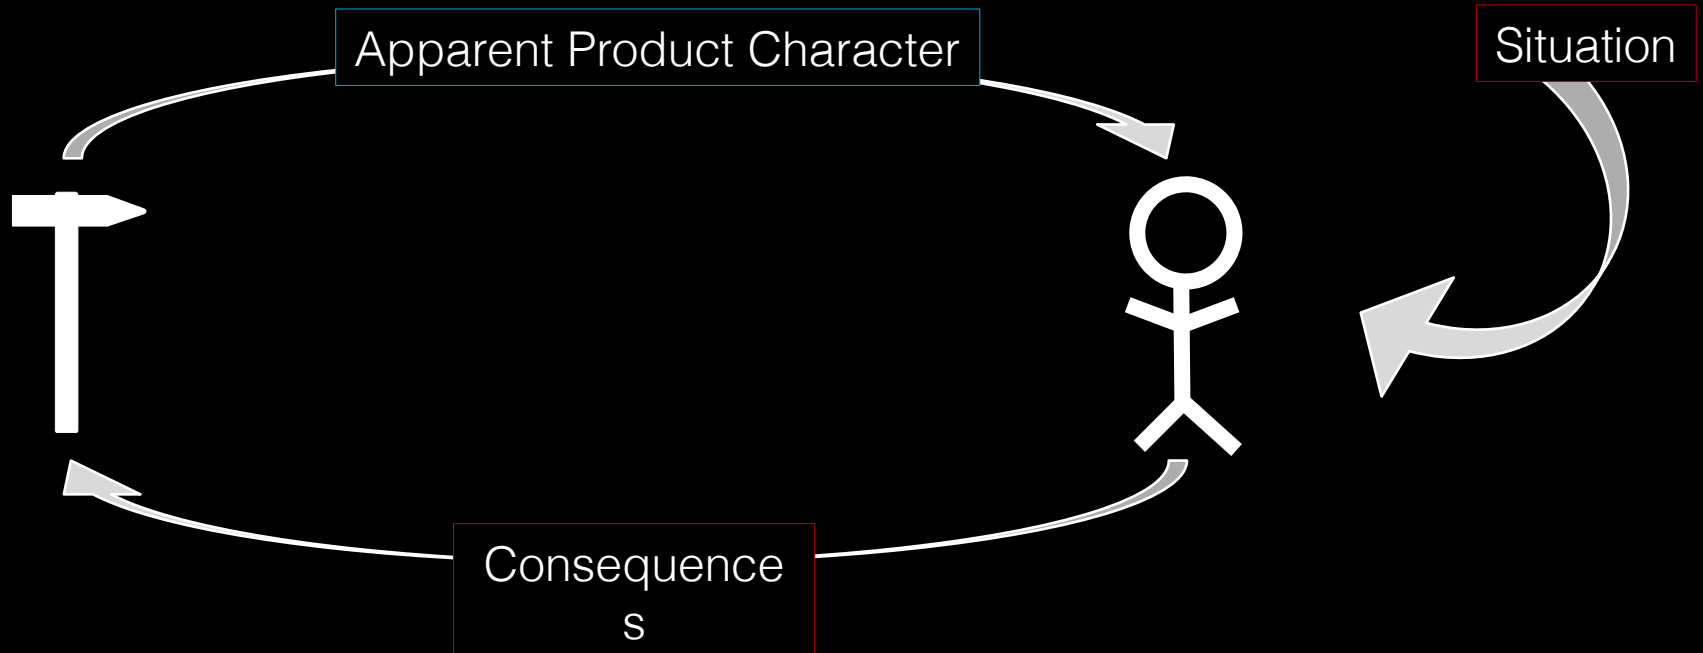 Apparent Product Character
Situation
Consequence
s